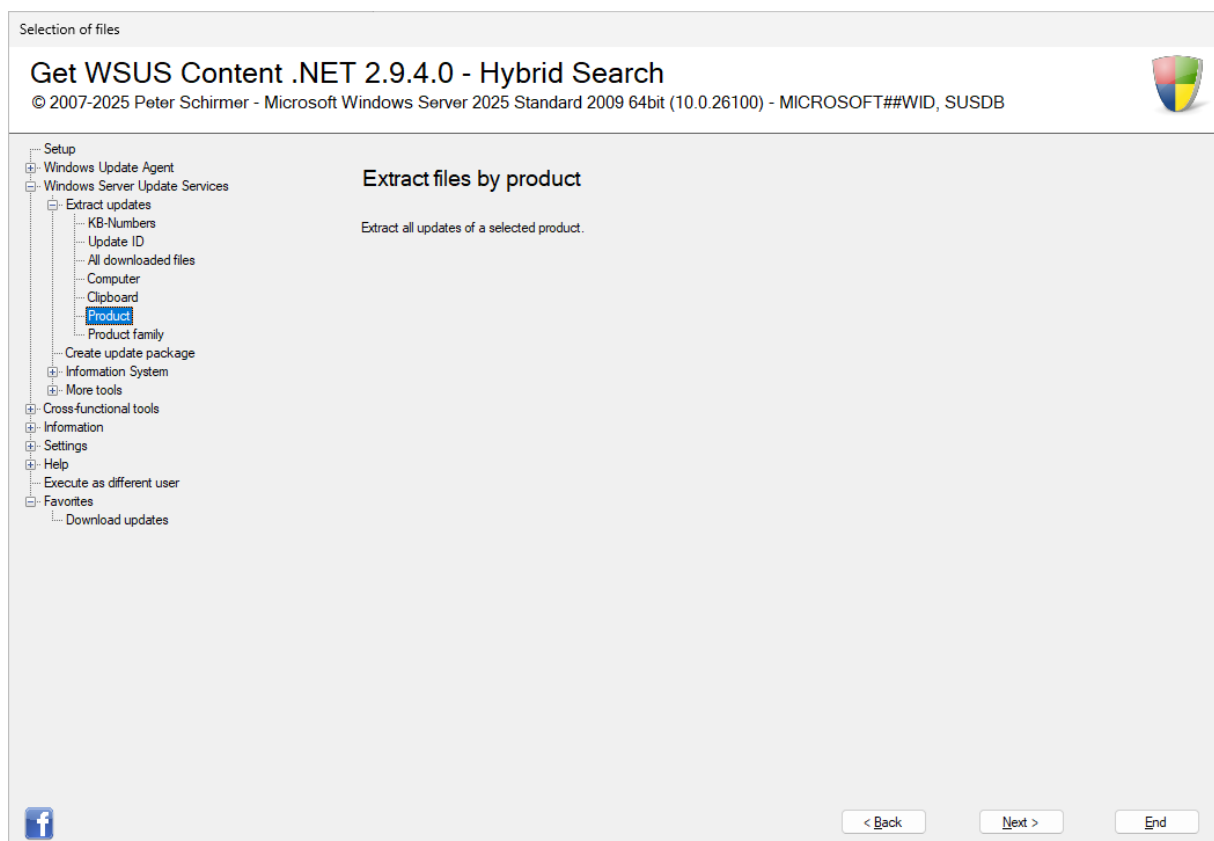 Selection of files
Get WSUS Content .NET 2.9.4.0 - Hybrid Search
© 2007-2025 Peter Schirmer - Microsoft Windows Server 2025 Standard 2009 64bit (10.0.26100) - MICROSOFT##WID, SUSDB
Setup
Windows Update Agent
Windows Server Update Services
Extract updates
KB-Numbers
Update ID
All downloaded files
Computer
Clipboard
Product
Product family
Create update package
Information System
More tools
Cross-functional tools
Information
Settings
Help
Execute as different user
Favorites
Download updates
Extract files by product
Extract all updates of a selected product.
f
< Back
Next >
End